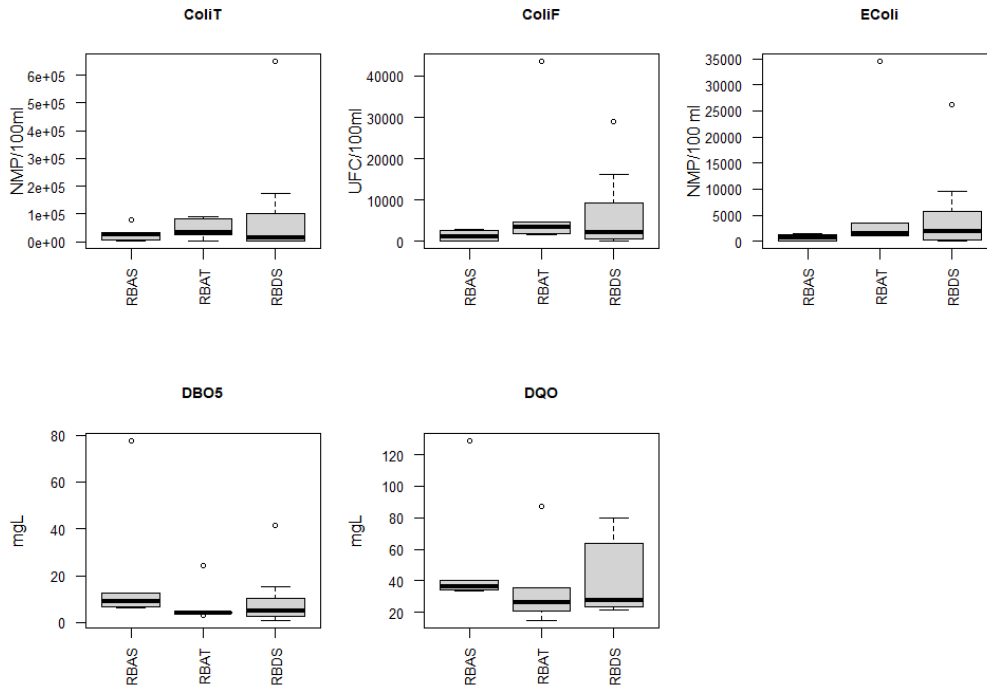 ColiT
NMP/100ml
6e+05
5e+05
4e+05
3e+05
2e+05
1e+05
0e+00
RBAS
RBAT
RBDS
ColiF
UFC/100ml
40000
30000
20000
10000
0
RBAS
RBAT
RBDS
EColi
NMP/100 ml
35000
30000
25000
20000
15000
10000
5000
0
RBAS
RBAT
RBDS
DBO5
mgL
80
60
40
20
0
RBAS
RBAT
RBDS
DQO
mgL
120
100
80
60
40
20
RBAS
RBAT
RBDS